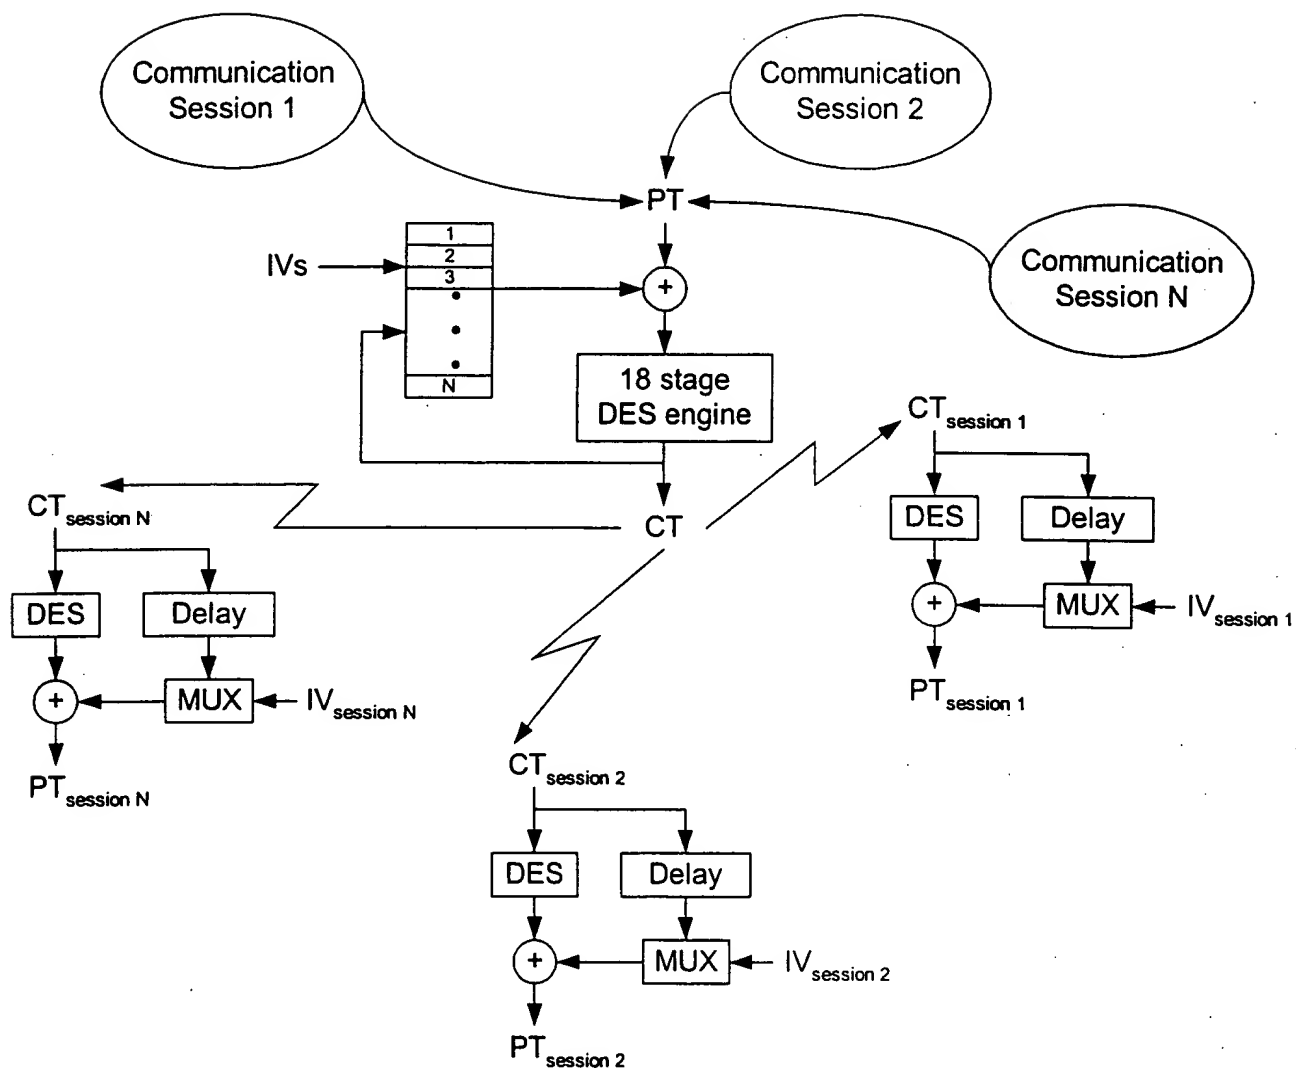 Communication
Session 1
Communication
Session 2
PT
Communication
Session N
IVs
1
2
3
N
+
18 stage
DES engine
CT
CT session 1
DES
Delay
+
MUX
IV session 1
PT session 1
CT session N
DES
Delay
+
MUX
IV session N
PT session N
CT session 2
DES
Delay
+
MUX
IV session 2
PT session 2